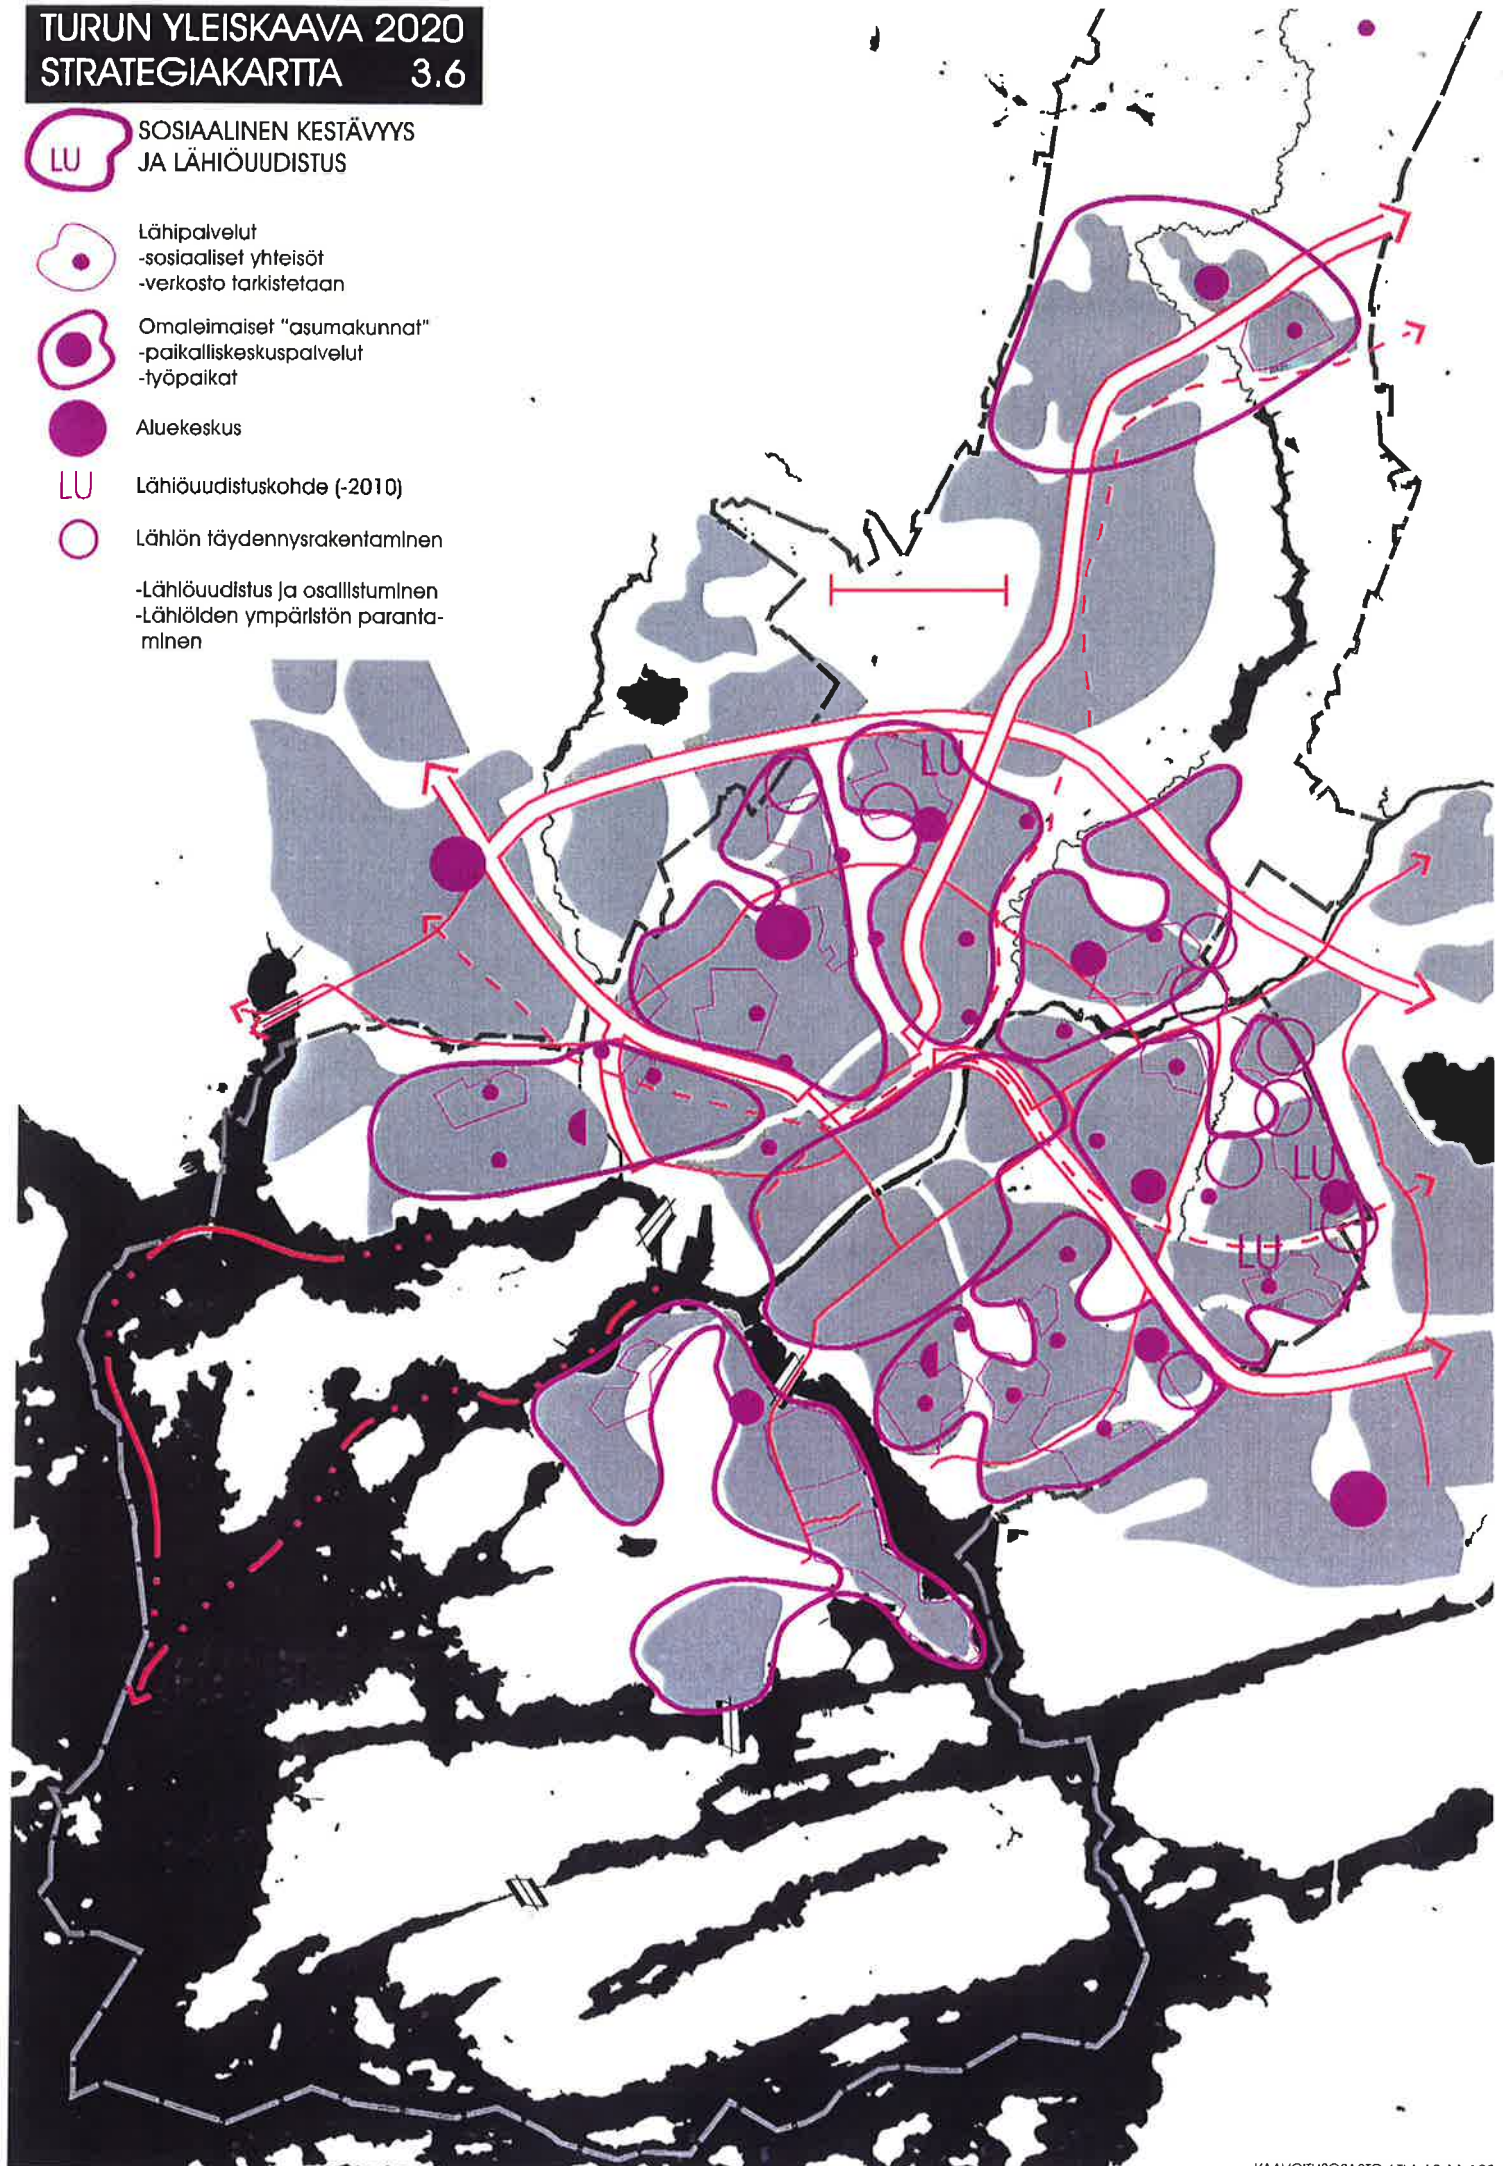 TURUN YLEISKAAVA 2020
STRATEGIAKARTTA 3.6
LU
SOSIAALINEN KESTÄVYYS
JA LÄHIÖUUDISTUS
Lähipalvelut
-sosiaaliset yhteisöt
-verkosto tarkistetaan
Omaleimaiset "asumakunnat"
-paikalliskeskuspalvelut
-työpaikat
Aluekeskus
LU
Lähiöuudistuskohde (-2010)
Lähiön täydennysrakentaminen
-Lähiöuudistus ja osallistuminen
-Lähiöiden ympäristön paranta-
minen
LU
LU
LU